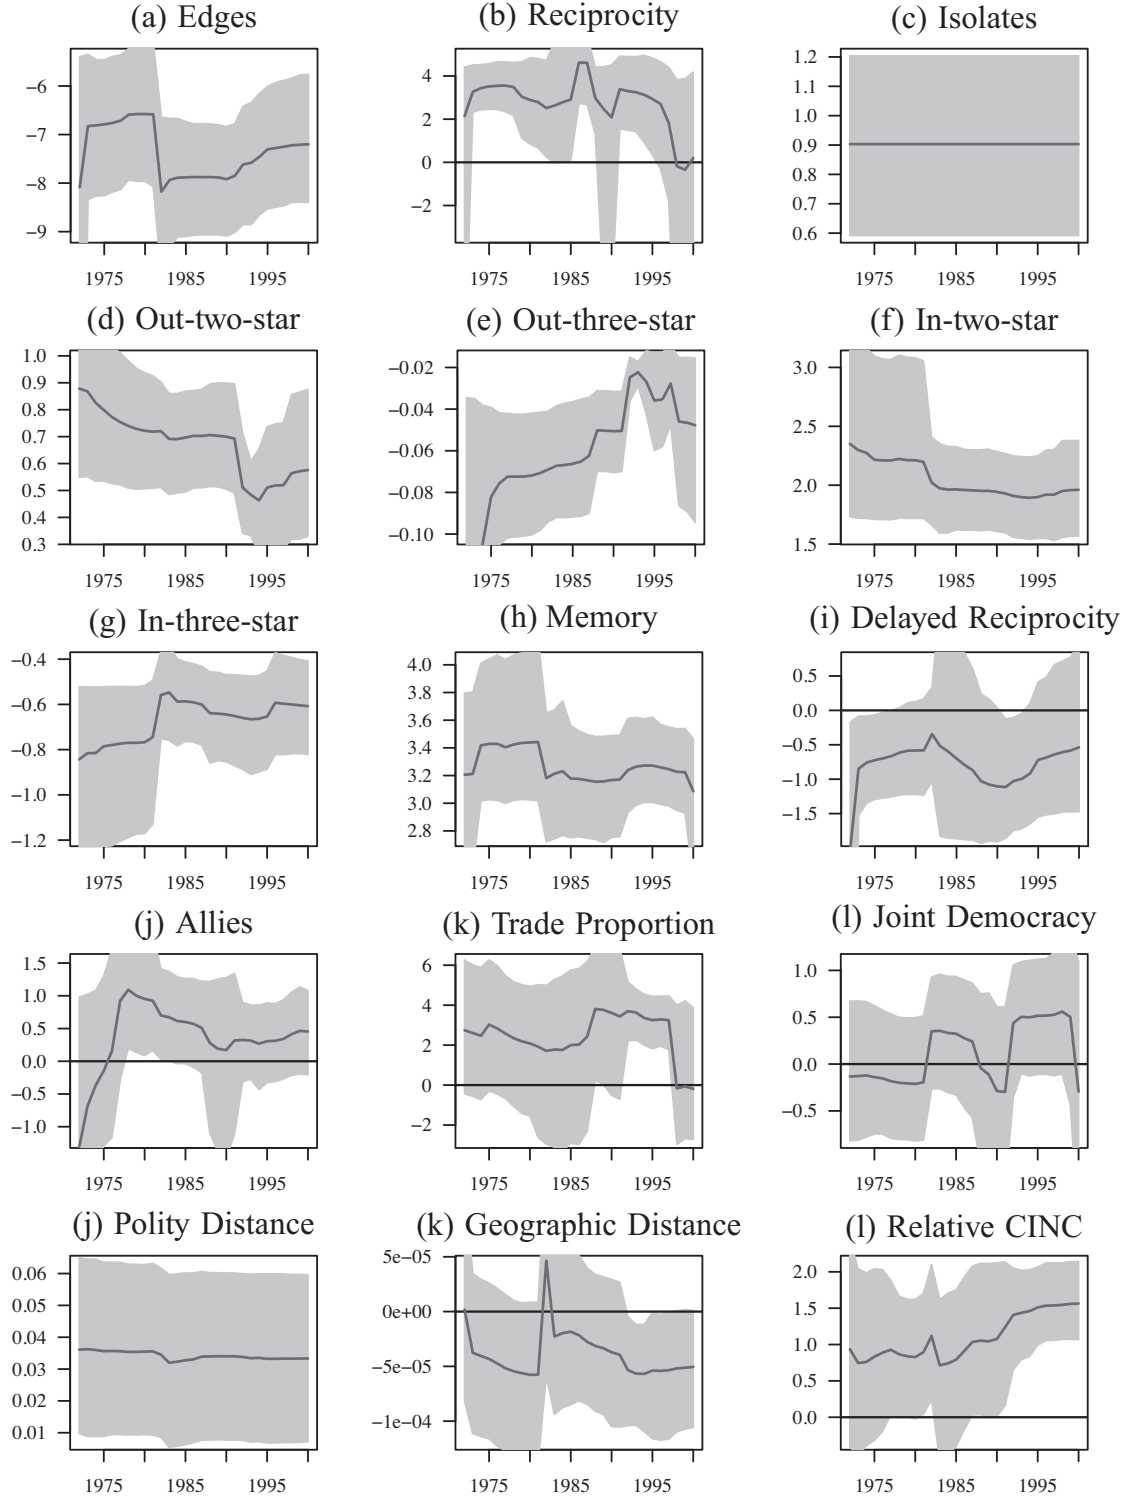 (a) Edges
(b) Reciprocity
(c) Isolates
−6
−7
−8
−9
1975 1985 1995
4
2
0
−2
1975 1985 1995
1.2
1.1
1.0
0.9
0.8
0.7
0.6
1975 1985 1995
(d) Out-two-star
(e) Out-three-star
(f) In-two-star
1.0
0.9
0.8
0.7
0.6
0.5
0.4
0.3
1975 1985 1995
−0.02
−0.04
−0.06
−0.08
−0.10
1975 1985 1995
3.0
2.5
2.0
1.5
1975 1985 1995
(g) In-three-star
(h) Memory
(i) Delayed Reciprocity
−0.4
−0.6
−0.8
−1.0
−1.2
1975 1985 1995
4.0
3.8
3.6
3.4
3.2
3.0
2.8
1975 1985 1995
0.5
0.0
−0.5
−1.0
−1.5
1975 1985 1995
(j) Allies
(k) Trade Proportion
(l) Joint Democracy
1.5
1.0
0.5
0.0
−0.5
−1.0
1975 1985 1995
6
4
2
0
−2
1975 1985 1995
1.0
0.5
0.0
−0.5
1975 1985 1995
(j) Polity Distance
(k) Geographic Distance
(l) Relative CINC
0.06
0.05
0.04
0.03
0.02
0.01
1975 1985 1995
5e−05
0e+00
−5e−05
−1e−04
1975 1985 1995
2.0
1.5
1.0
0.5
0.0
1975 1985 1995